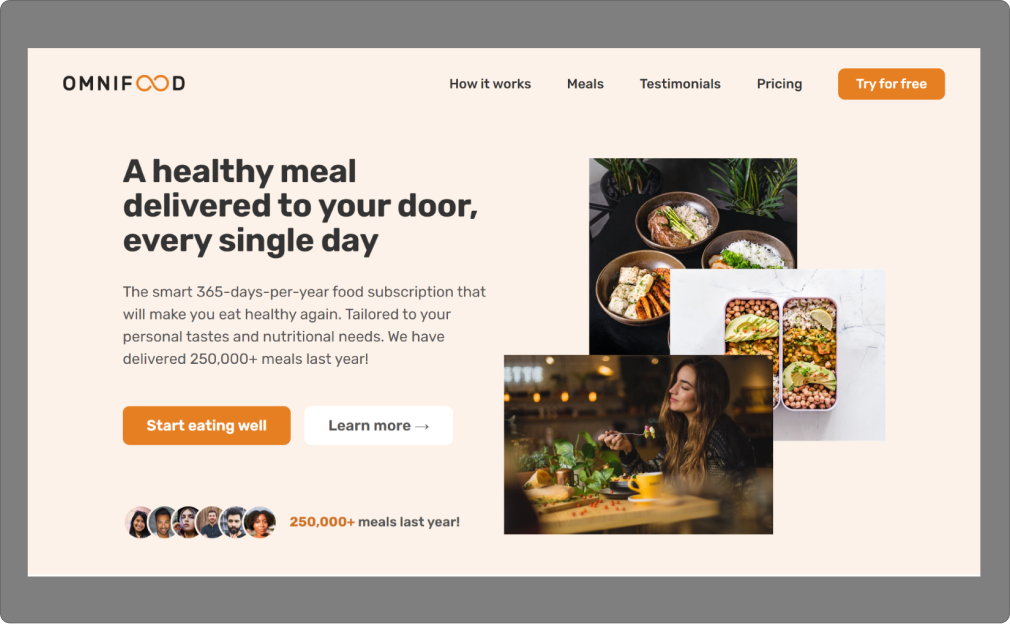 OMNIFOOD
How it works
Meals
Testimonials
Pricing
Try for free
A healthy meal
delivered to your door,
every single day
The smart 365-days-per-year food subscription that
will make you eat healthy again. Tailored to your
personal tastes and nutritional needs. We have
delivered 250,000+ meals last year!
Start eating well
Learn more →
250,000+ meals last year!